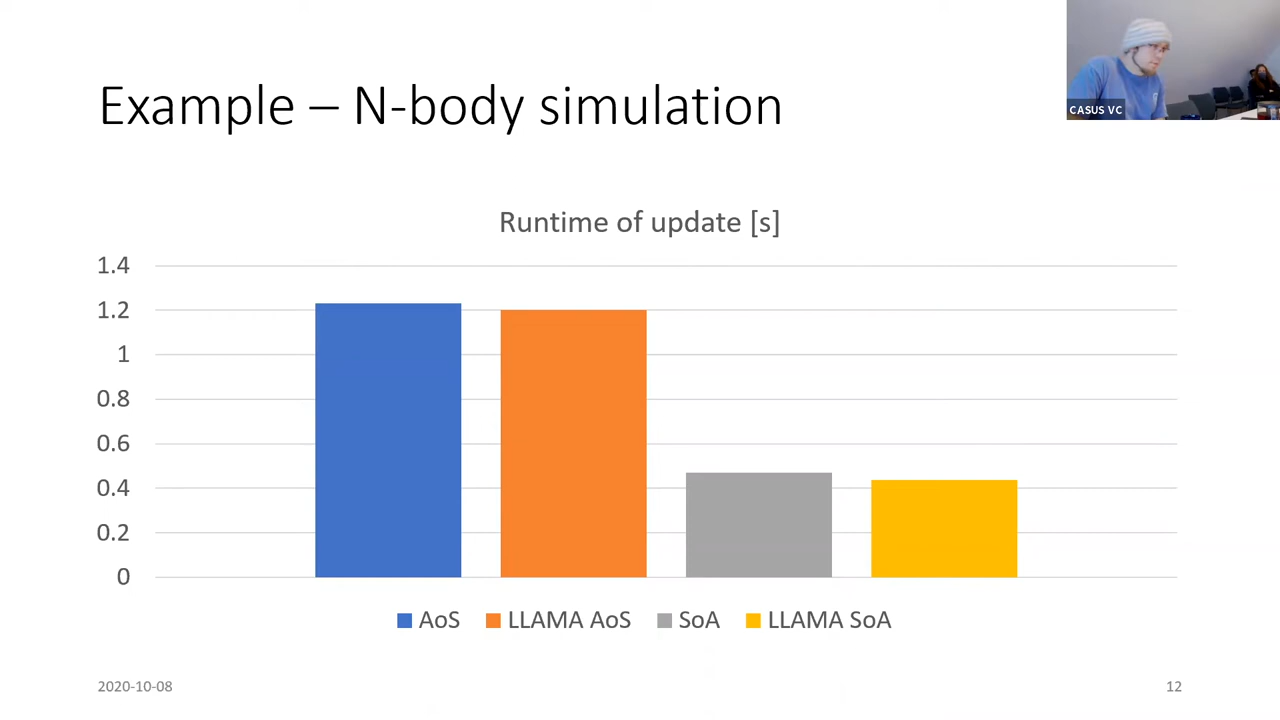 CASUS VC
Example – N-body simulation
Runtime of update [s]
1.4
1.2
1
0.8
0.6
0.4
0.2
0
AoS LLAMA AoS SoA LLAMA SoA
2020-10-08 12